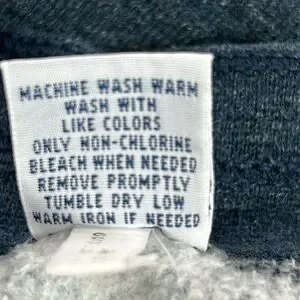 MACHINE WASH WARM
WASH WITH
LIKE COLORS
ONLY NON-CHLORINE
BLEACH WHEN NEEDED
REMOVE PROMPTLY
TUMBLE DRY LOW
WARM IRON IF NEEDED